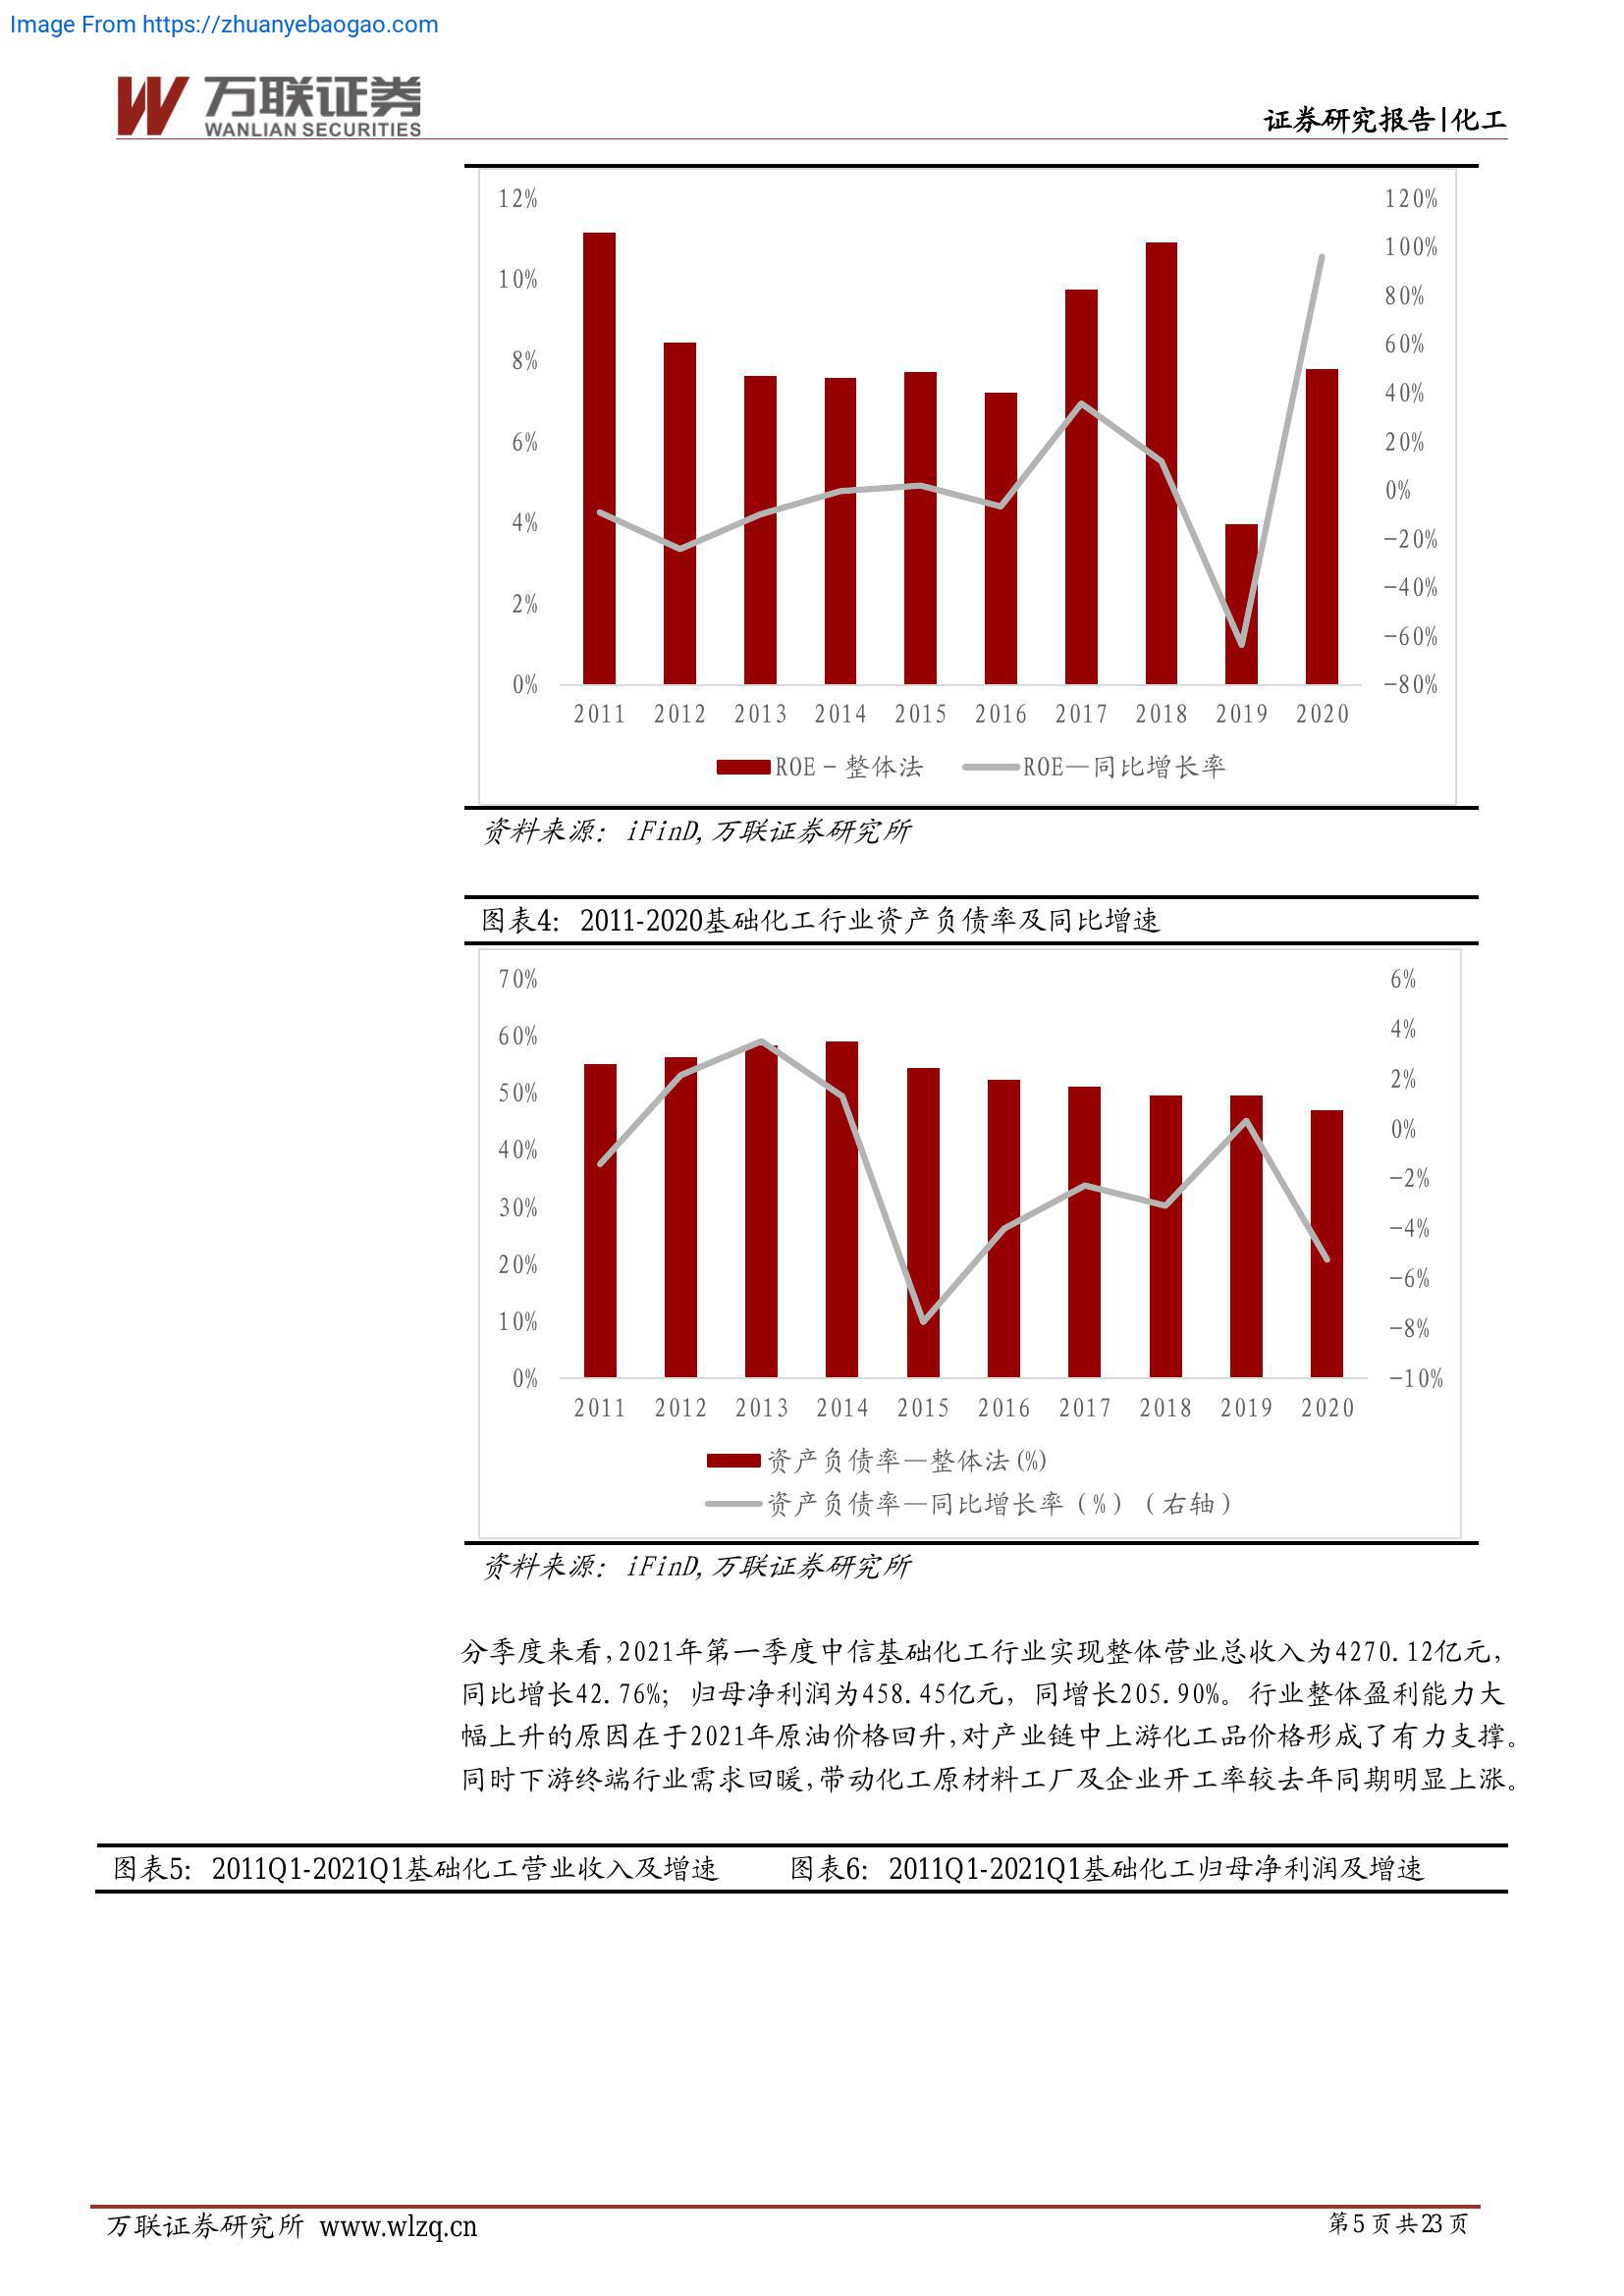 Image From https://zhuanyebaogao.com
万联证券
WANLIAN SECURITIES
证券研究报告|化工
12%
10%
8%
6%
4%
2%
0%
120%
100%
80%
60%
40%
20%
0%
-20%
-40%
-60%
-80%
2011 2012 2013 2014 2015 2016 2017 2018 2019 2020
ROE-整体法 ROE—同比增长率
资料来源：iFinD,万联证券研究所
图表4：2011-2020基础化工行业资产负债率及同比增速
70%
60%
50%
40%
30%
20%
10%
0%
6%
4%
2%
0%
-2%
-4%
-6%
-8%
-10%
2011 2012 2013 2014 2015 2016 2017 2018 2019 2020
资产负债率—整体法(%)
资产负债率—同比增长率（%）（右轴）
资料来源：iFinD,万联证券研究所
分季度来看,2021年第一季度中信基础化工行业实现整体营业总收入为4270.12亿元，
同比增长42.76%；归母净利润为458.45亿元，同增长205.90%。行业整体盈利能力大
幅上升的原因在于2021年原油价格回升,对产业链中上游化工品价格形成了有力支撑。
同时下游终端行业需求回暖,带动化工原材料工厂及企业开工率较去年同期明显上涨。
图表5：2011Q1-2021Q1基础化工营业收入及增速 图表6：2011Q1-2021Q1基础化工归母净利润及增速
万联证券研究所 www.wlzq.cn 第5页共23页